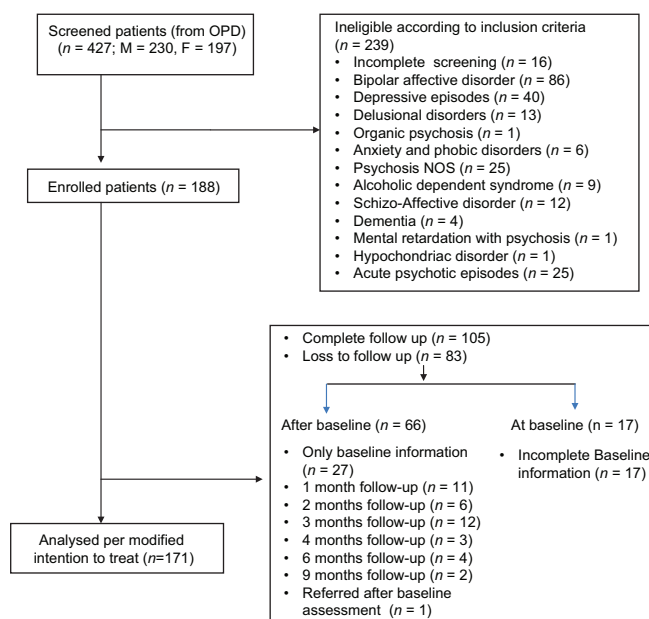 Screened patients (from OPD)
(n = 427; M = 230, F = 197)
Ineligible according to inclusion criteria
(n = 239)
• Incomplete screening (n = 16)
• Bipolar affective disorder (n = 86)
• Depressive episodes (n = 40)
• Delusional disorders (n = 13)
• Organic psychosis (n = 1)
• Anxiety and phobic disorders (n = 6)
• Psychosis NOS (n = 25)
• Alcoholic dependent syndrome (n = 9)
• Schizo-Affective disorder (n = 12)
• Dementia (n = 4)
• Mental retardation with psychosis (n = 1)
• Hypochondriac disorder (n = 1)
• Acute psychotic episodes (n = 25)
Enrolled patients (n = 188)
• Complete follow up (n = 105)
• Loss to follow up (n = 83)
After baseline (n = 66)
• Only baseline information
(n = 27)
• 1 month follow-up (n = 11)
• 2 months follow-up (n = 6)
• 3 months follow-up (n = 12)
• 4 months follow-up (n = 3)
• 6 months follow-up (n = 4)
• 9 months follow-up (n = 2)
• Referred after baseline
assessment (n = 1)
At baseline (n = 17)
• Incomplete Baseline
information (n = 17)
Analysed per modified
intention to treat (n=171)